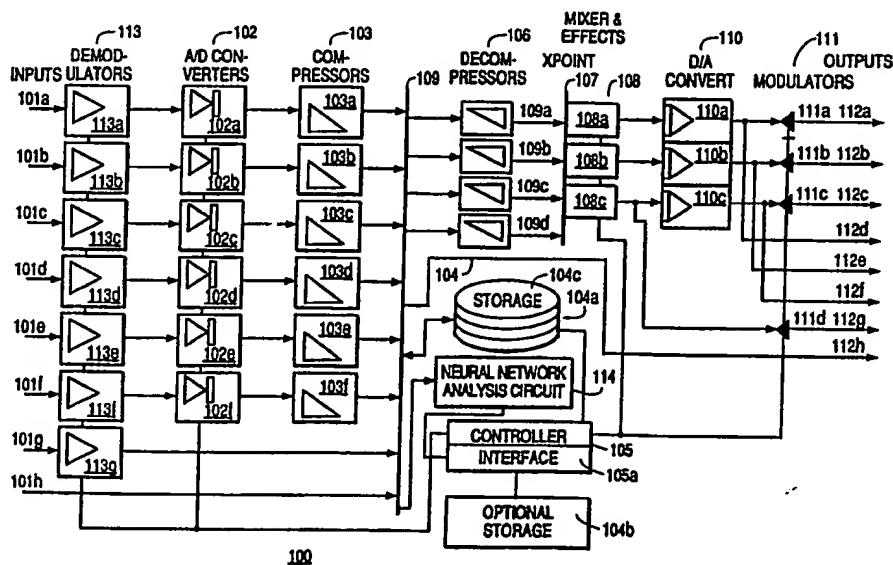 113
102
103
106
MIXER &
EFFECTS
110
111
INPUTS
DEMOD-
ULATORS
A/D CON-
VERTERS
COM-
PRESSORS
109
DECOM-
PRESSORS
XPOINT
107
108
D/A
CONVERT
MODULATORS
OUTPUTS
101a
113a
102a
103a
109a
108a
110a
111a 112a
101b
113b
102b
103b
109b
108b
110b
111b 112b
101c
113c
102c
103c
109c
108c
110c
111c 112c
109d
112d
101d
113d
102d
103d
104
104c
STORAGE
104a
112e
112f
101e
113e
102e
103e
111d 112g
112h
101f
113f
102f
103f
NEURAL NETWORK
ANALYSIS CIRCUIT
114
101g
113g
CONTROLLER
105
INTERFACE
105a
101h
OPTIONAL
STORAGE
104b
100